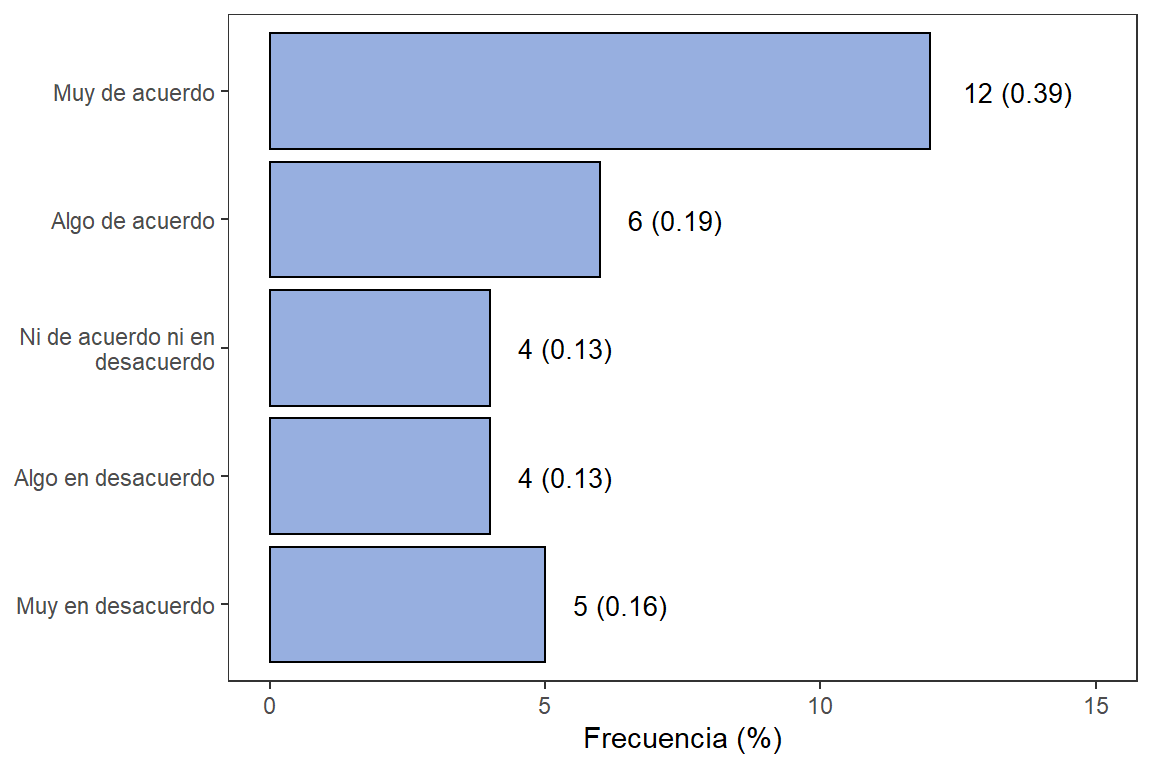 Muy de acuerdo
12 (0.39)
Algo de acuerdo
6 (0.19)
Ni de acuerdo ni en
desacuerdo
4 (0.13)
Algo en desacuerdo
4 (0.13)
Muy en desacuerdo
5 (0.16)
0
5
10
15
Frecuencia (%)